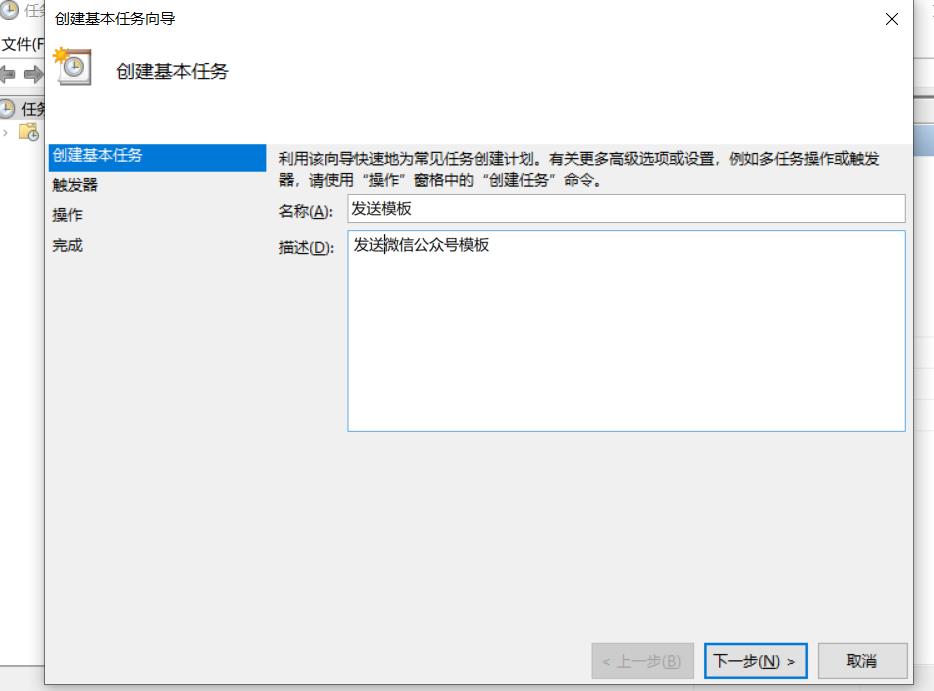 创建基本任务向导
任务
文件(F
创建基本任务
任务
创建基本任务
触发器
操作
完成
利用该向导快速地为常见任务创建计划。有关更多高级选项或设置，例如多任务操作或触发
器，请使用“操作”窗格中的“创建任务”命令。
名称(A): 发送模板
描述(D): 发送微信公众号模板
< 上一步(B)
下一步(N) >
取消